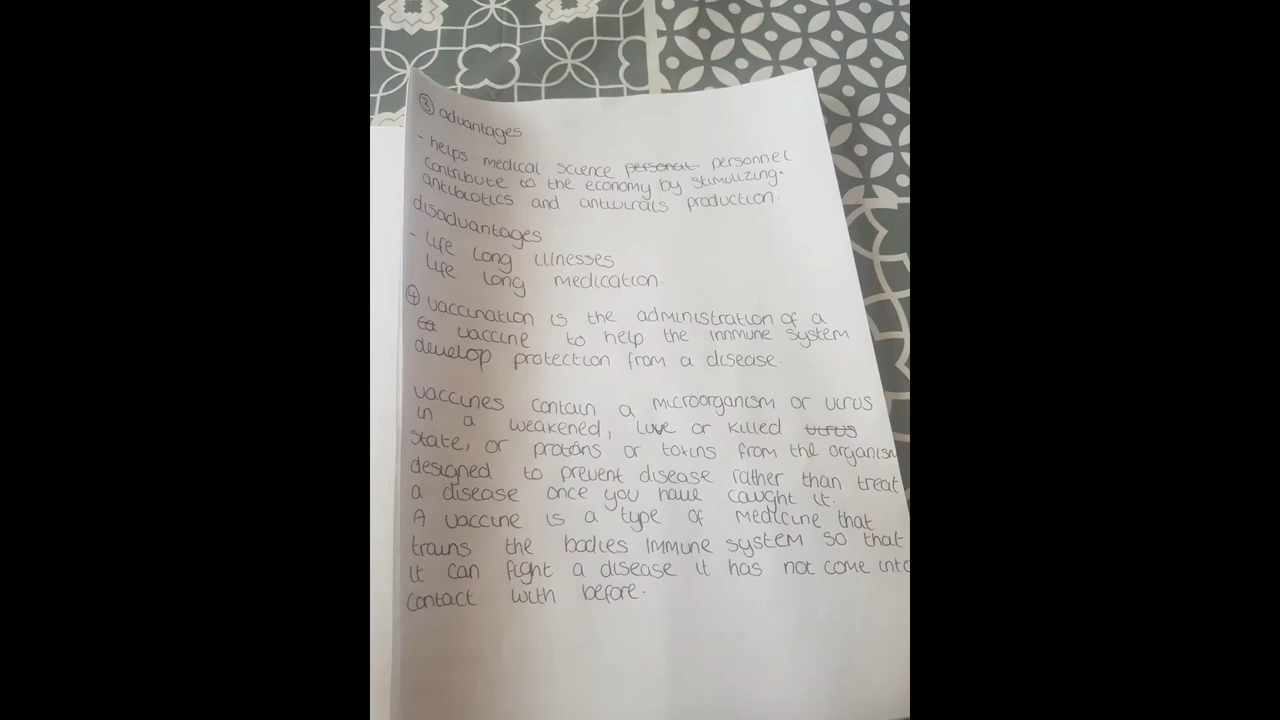 ③ advantages
- helps medical science personal personnel
contribute to the economy by stimulizing
antibiotics and antivirals production.
disadvantages
- life long illnesses
life long medication.
④ vaccination is the administration of a
vaccine to help the immune system
develop protection from a disease.
vaccines contain a microorganism or virus
in a weakened, live or killed virus
state, or proteins or toxins from the organism
designed to prevent disease rather than treat
a disease once you have caught it.
A vaccine is a type of medicine that
trains the bodies immune system so that
it can fight a disease it has not come into
contact with before.